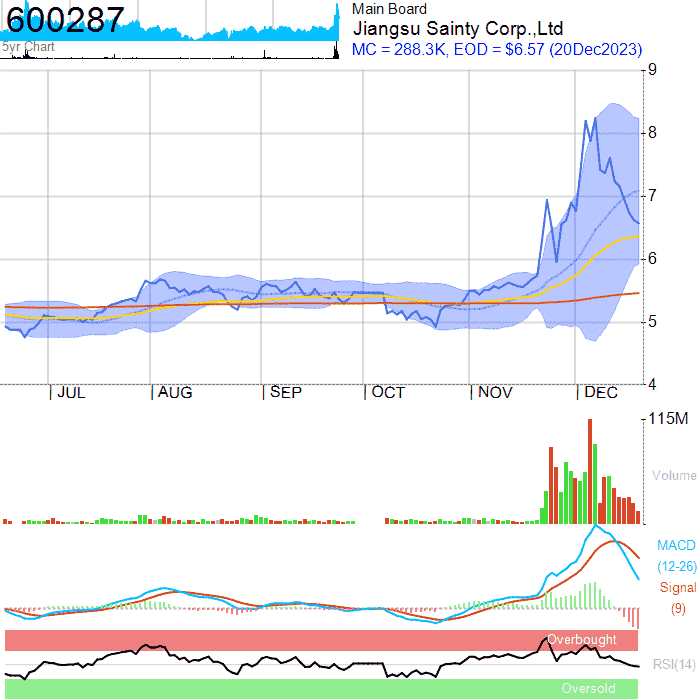 600287
5yr Chart
Main Board
Jiangsu Sainty Corp.,Ltd
MC = 288.3K, EOD = $6.57 (20Dec2023)
9
8
7
6
5
4
JUL AUG SEP OCT NOV DEC
115M
Volume
MACD
(12-26)
Signal
(9)
Overbought
RSI(14)
Oversold